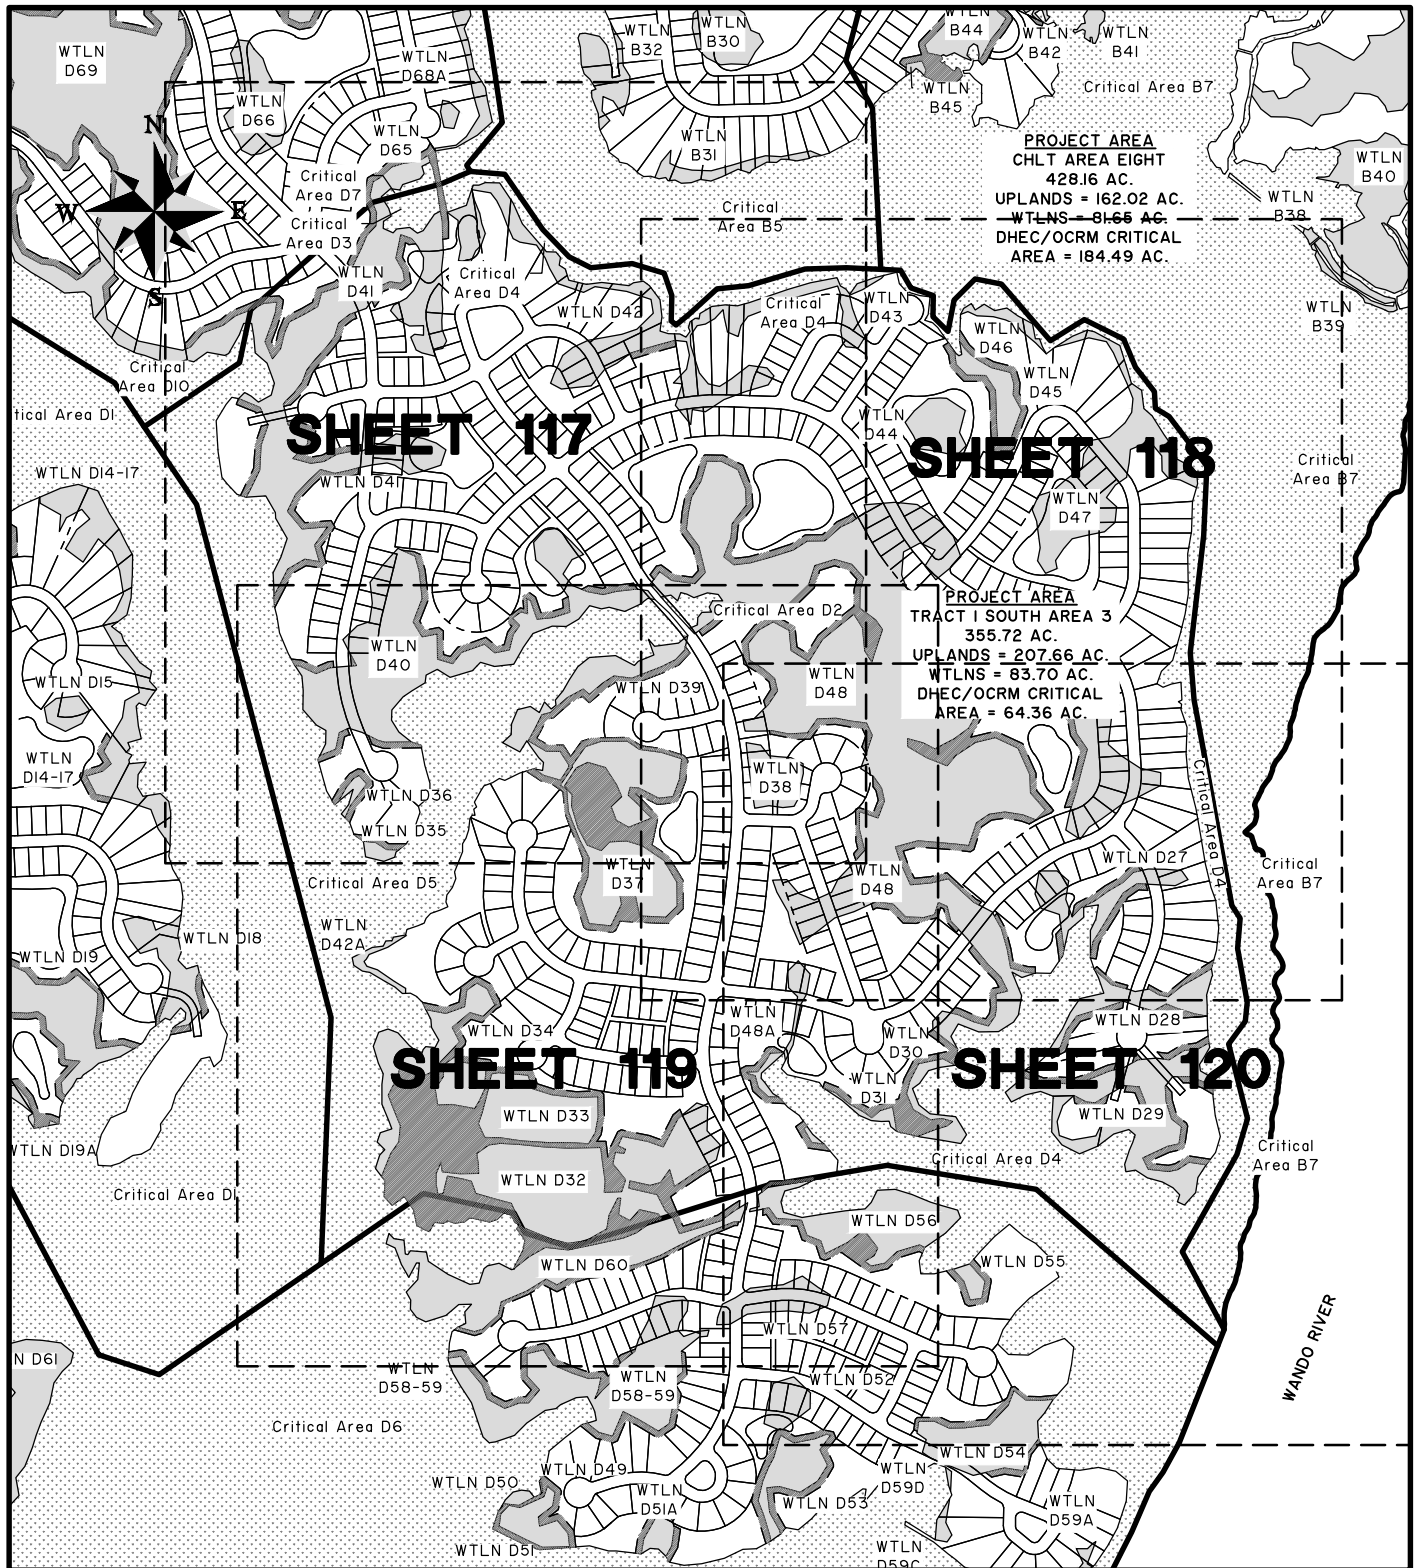 WTLN
D69
WTLN
D68A
WTLN
D66
WTLN
D65
WTLN
B32
WTLN
B30
WTLN
B44
WTLN
B42
WTLN
B41
WTLN
B45
Critical Area B7
WTLN
B31
PROJECT AREA
CHLT AREA EIGHT
428.16 AC.
UPLANDS = 162.02 AC.
WTLNS = 81.65 AC.
DHEC/OCRM CRITICAL
AREA = 184.49 AC.
WTLN
B40
WTLN
B38
WTLN
B39
N
W
E
S
Critical
Area D7
Critical
Area D3
Critical
Area B5
WTLN
D41
Critical
Area D4
WTLN D42
Critical
Area D4
WTLN
D43
WTLN
D46
WTLN
D45
Critical
Area D10
tical Area D1
WTLN
D44
SHEET 117
SHEET 118
Critical
Area B7
WTLN D14-17
WTLN D41
WTLN
D47
Critical Area D2
PROJECT AREA
TRACT 1 SOUTH AREA 3
355.72 AC.
UPLANDS = 207.66 AC.
WTLNS = 83.70 AC.
DHEC/OCRM CRITICAL
AREA = 64.36 AC.
WTLN
D40
WTLN D15
WTLN D39
WTLN
D48
WTLN
D14-17
WTLN
D38
WTLN D36
WTLN D35
Critical Area D4
WTLN
D37
WTLN
D48
WTLN D27
Critical
Area B7
Critical Area D5
WTLN
D42A
WTLN D18
WTLN D19
WTLN D34
WTLN
D48A
WTLN
D30
WTLN D28
SHEET 119
SHEET 120
WTLN
D31
WTLN D33
WTLN D29
WTLN D19A
Critical Area D4
Critical
Area B7
WTLN D32
Critical Area D1
WTLN D56
WTLN D55
WTLN D60
WTLN D57
WANDO RIVER
N D61
WTLN
D58-59
WTLN
D58-59
WTLN D52
Critical Area D6
WTLN D54
WTLN D50
WTLN D49
WTLN
D51A
WTLN
D59D
WTLN D53
WTLN
D59A
WTLN D51
WTLN
D59C